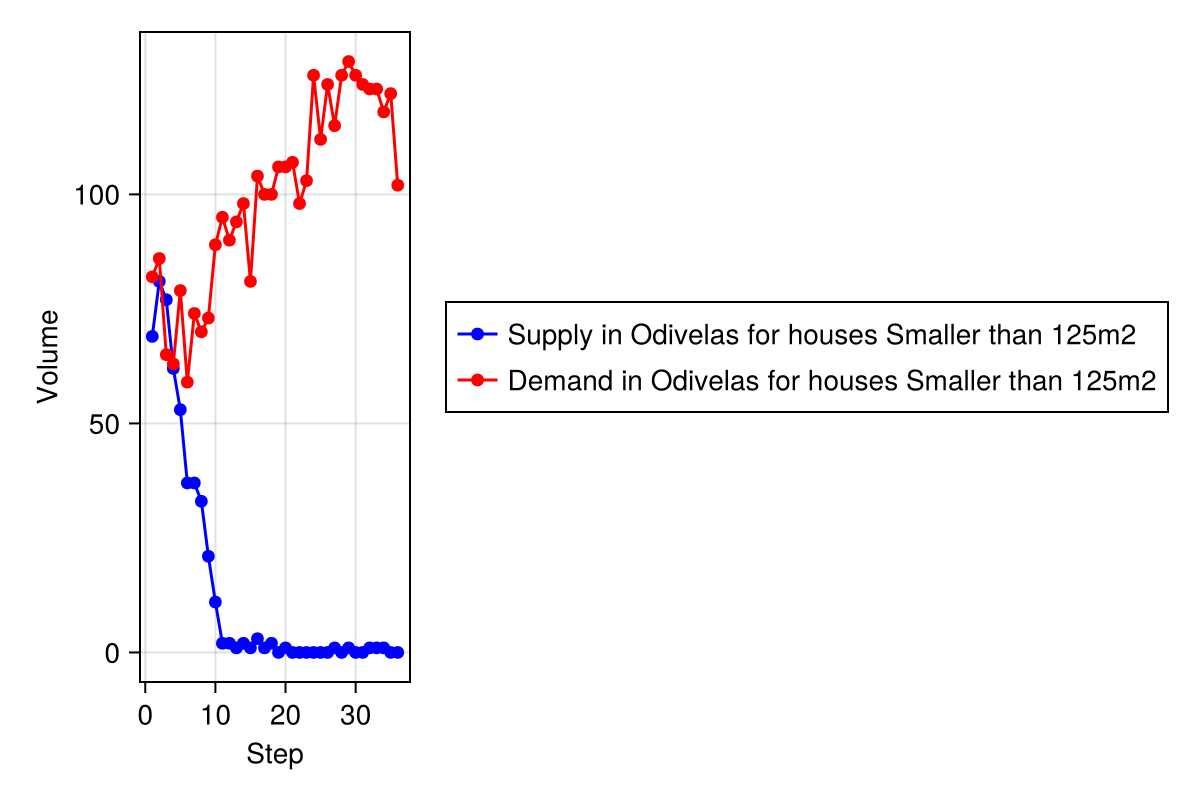 Volume
100
50
0
0 10 20 30
Step
Supply in Odivelas for houses Smaller than 125m2
Demand in Odivelas for houses Smaller than 125m2